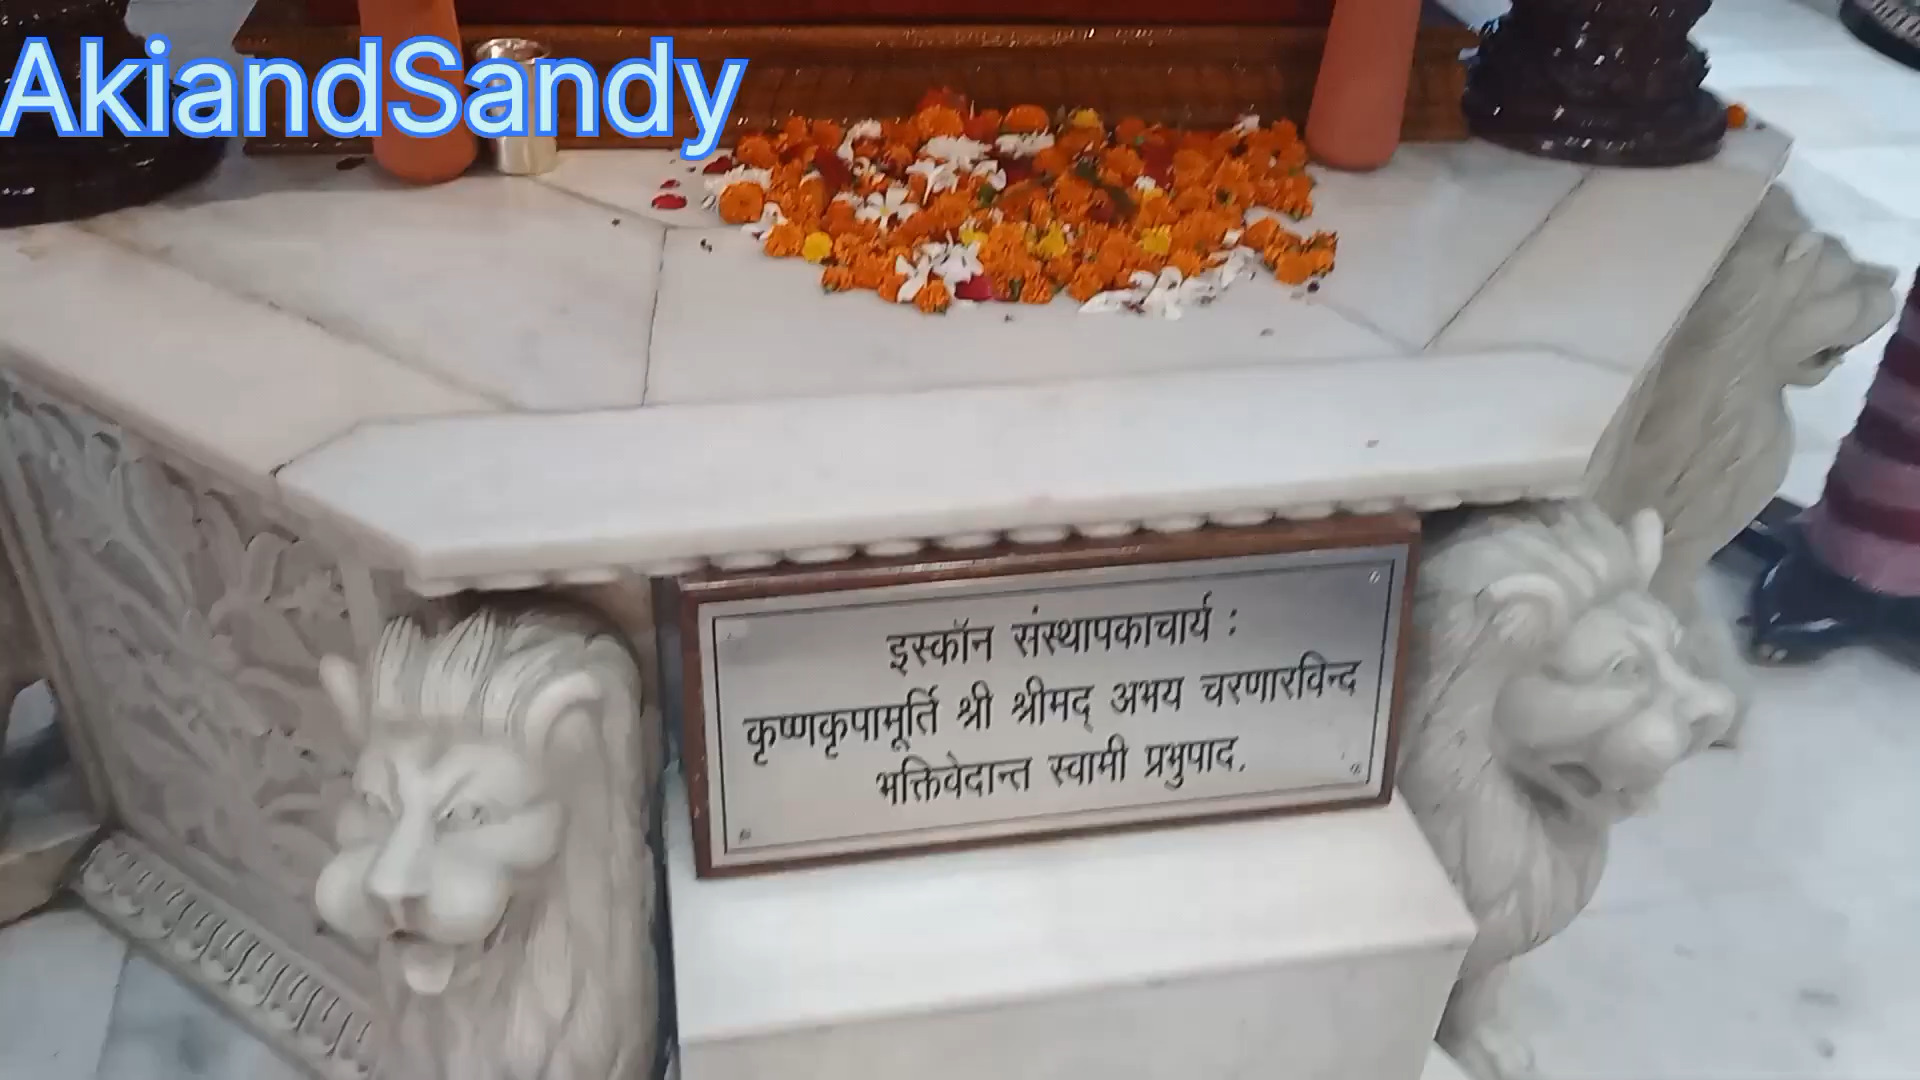 AkiandSandy
इस्कॉन संस्थापकाचार्य :
कृष्णकृपामूर्ति श्री श्रीमद् अभय चरणारविन्द
भक्तिवेदान्त स्वामी प्रभुपाद.